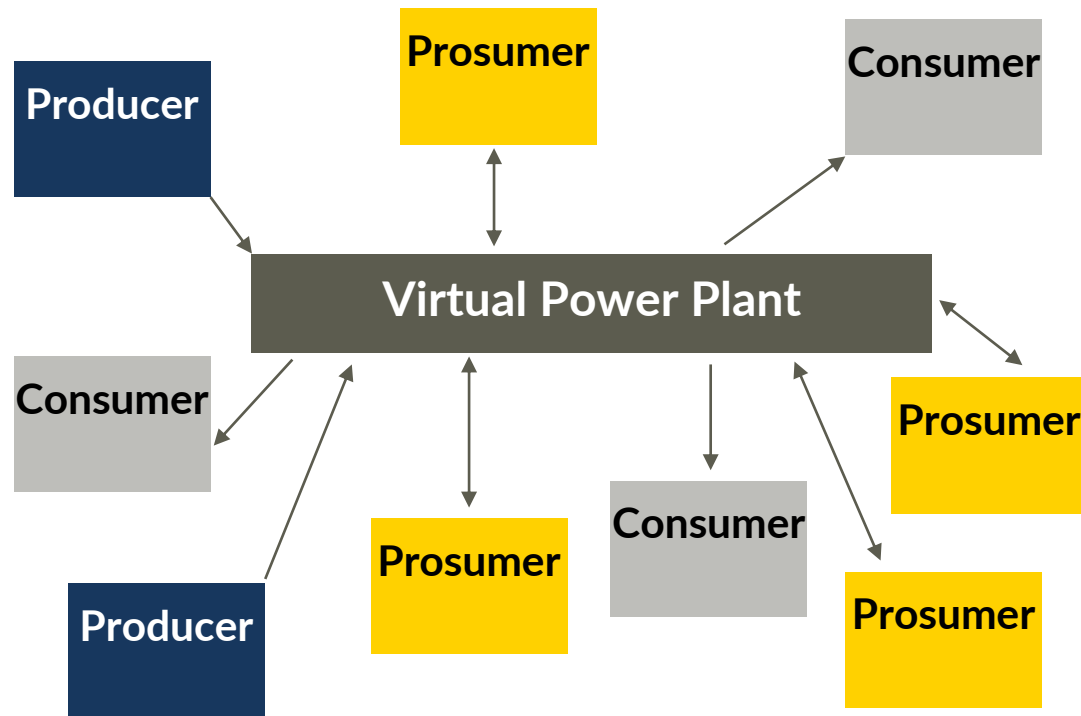 Prosumer
Consumer
Producer
Virtual Power Plant
Consumer
Prosumer
Consumer
Prosumer
Prosumer
Producer